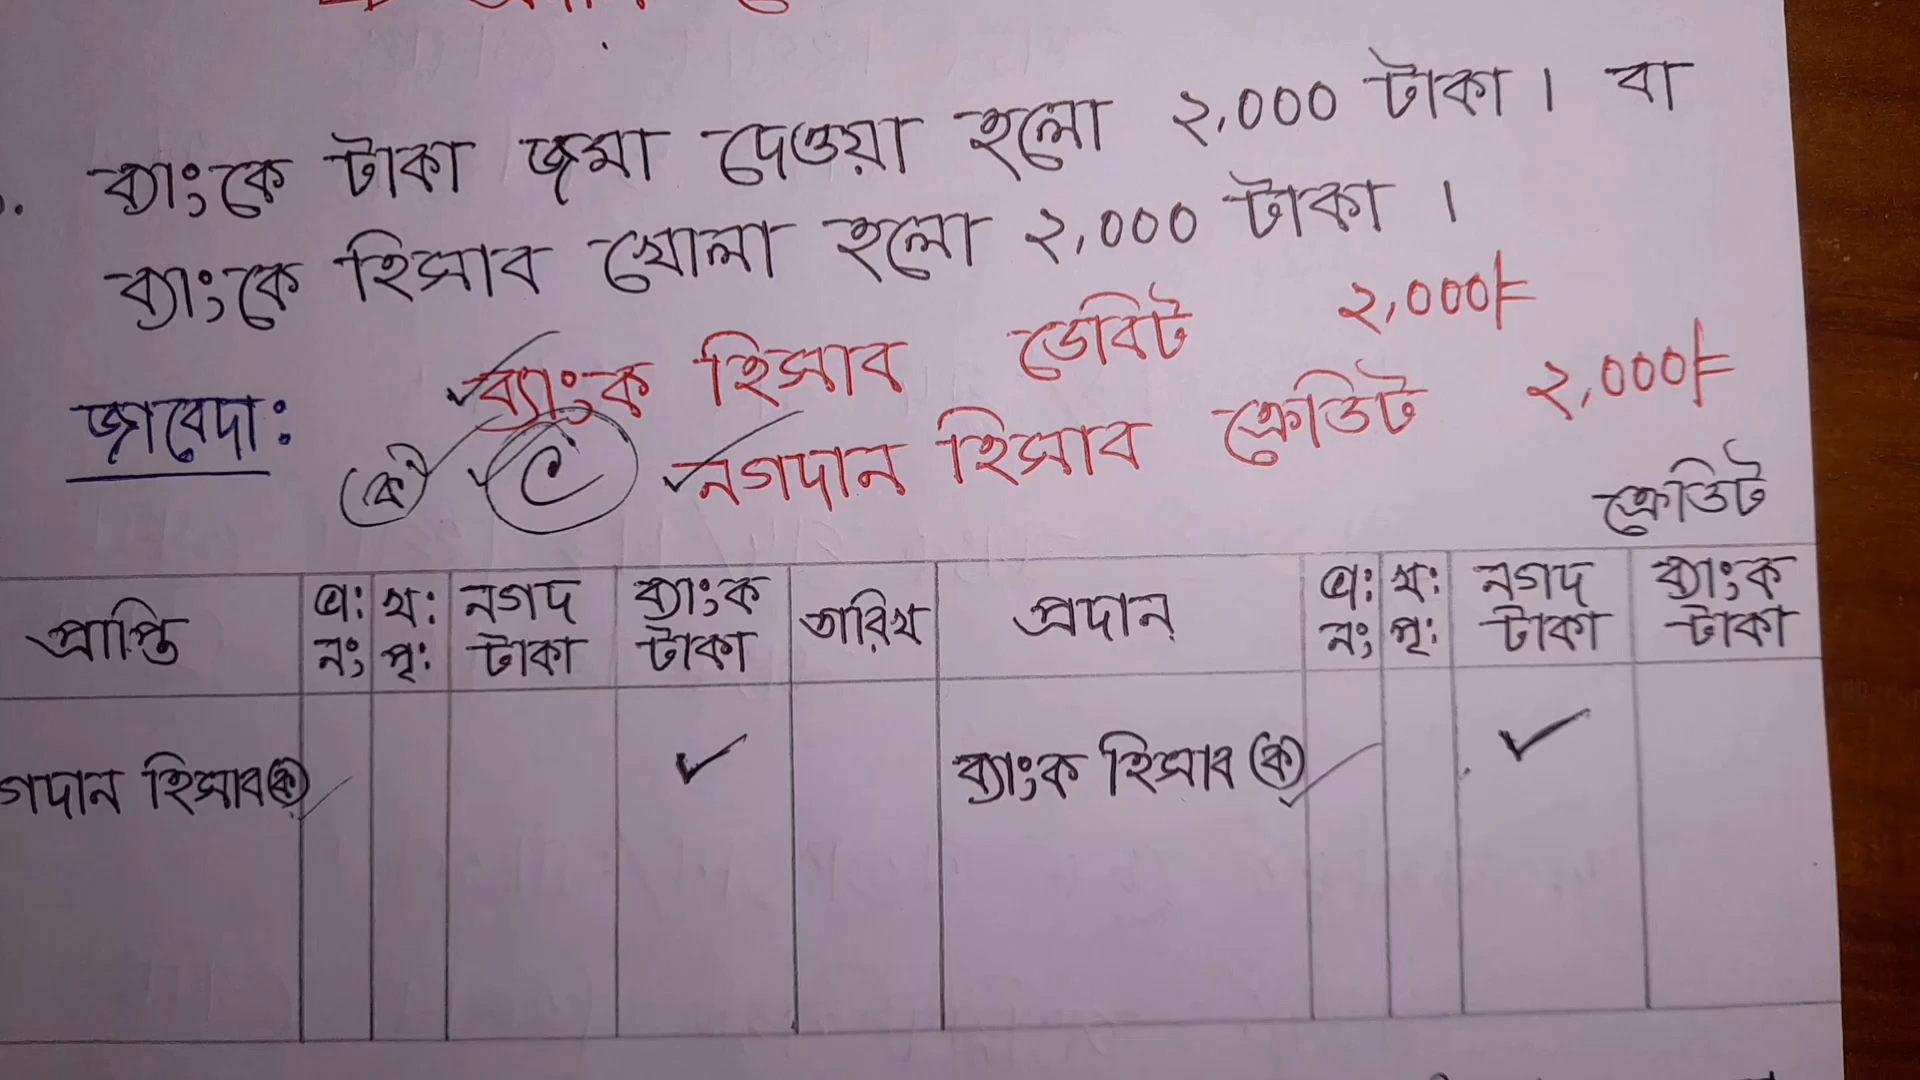 ব্যাংকে টাকা জমা দেওয়া হলো ২,০০০ টাকা। বা
ব্যাংকে হিসাব খোলা হলো ২,০০০ টাকা।
জাবেদা:
ব্যাংক হিসাব ডেবিট ২,০০০/=
(ক) C নগদান হিসাব ক্রেডিট ২,০০০/=
ক্রেডিট
প্রাপ্তি ভা: নং খ: পৃ: নগদ টাকা ব্যাংক টাকা তারিখ প্রদান ভা: নং খ: পৃ: নগদ টাকা ব্যাংক টাকা
গদান হিসাব(ক) ✓ ব্যাংক হিসাব (ক) ✓